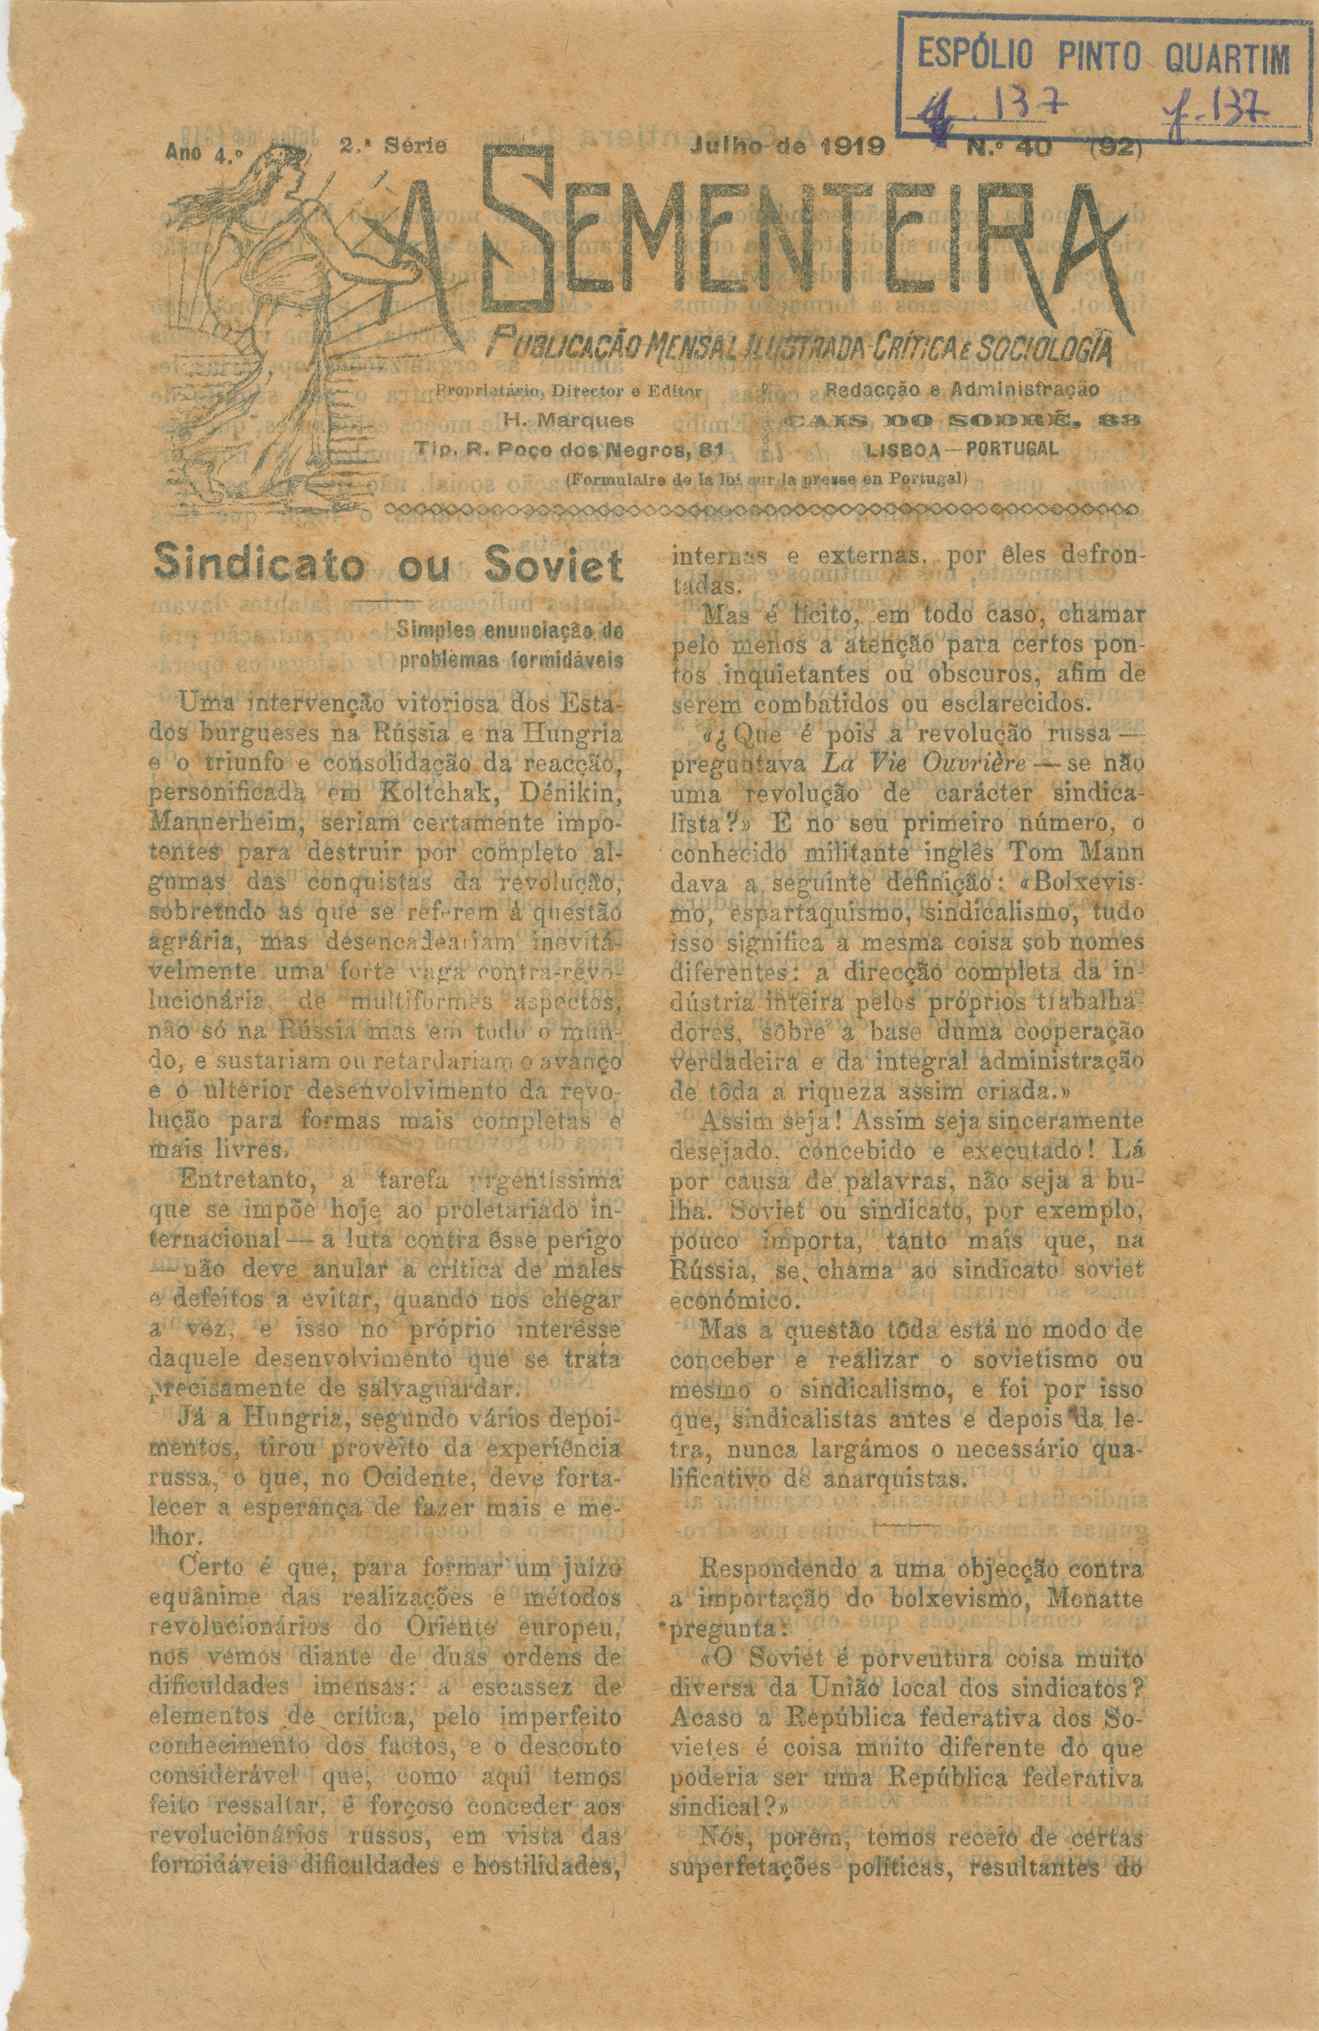 ESPÓLIO PINTO QUARTIM
f. 137
Ano 4.º 2.ª Série Julho de 1919 N.º 40 (92)
A SEMENTEIRA
PUBLICAÇÃO MENSAL ILUSTRADA-CRÍTICA E SOCIOLOGIA
Proprietário, Director e Editor
H. Marques
Tip. R. Poço dos Negros, 81
Redacção e Administração
CAIS DO SODRÉ, 88
LISBOA—PORTUGAL
(Formulaire de la loi sur la presse en Portugal)
Sindicato ou Soviet
Simples enunciação de
problemas formidáveis
Uma intervenção vitoriosa dos Esta-
dos burgueses na Rússia e na Hungria
e o triunfo e consolidação da reacção,
personificada em Koltchak, Dénikin,
Mannerheim, seriam certamente impo-
tentes para destruir por completo al-
gumas das conquistas da revolução,
sobretudo as que se referem à questão
agrária, mas desencadeariam inevitá-
velmente uma forte vaga contra-revo-
lucionária, de multiformes aspectos,
não só na Rússia mas em todo o mun-
do, e sustariam ou retardariam o avanço
e o ulterior desenvolvimento da revo-
lução para formas mais completas e
mais livres.
Entretanto, a tarefa urgentíssima
que se impõe hoje ao proletariado in-
ternacional—a luta contra êsse perigo
—não deve anular a crítica de males
e defeitos a evitar, quando nos chegar
a vez, e isso no próprio interêsse
daquele desenvolvimento que se trata
precisamente de salvaguardar.
Já a Hungria, segundo vários depoi-
mentos, tirou proveito da experiência
russa, o que, no Ocidente, deve forta-
lecer a esperança de fazer mais e me-
lhor.
Certo é que, para formar um juízo
equânime das realizações e métodos
revolucionários do Oriente europeu,
nos vemos diante de duas ordens de
dificuldades imensas: a escassez de
elementos de crítica, pelo imperfeito
conhecimento dos factos, e o desconto
considerável que, como aqui temos
feito ressaltar, é forçoso conceder aos
revolucionários russos, em vista das
formidáveis dificuldades e hostilidades,
internas e externas, por êles defron-
tadas.
Mas é lícito, em todo caso, chamar
pelo menos a atenção para certos pon-
tos inquietantes ou obscuros, afim de
serem combatidos ou esclarecidos.
«¿Que é pois a revolução russa—
preguntava La Vie Ouvrière—se não
uma revolução de carácter sindica-
lista?» E no seu primeiro número, o
conhecido militante inglês Tom Mann
dava a seguinte definição: «Bolxevis-
mo, espartaquismo, sindicalismo, tudo
isso significa a mesma coisa sob nomes
diferentes: a direcção completa da in-
dústria inteira pelos próprios trabalha-
dores, sôbre a base duma cooperação
verdadeira e da integral administração
de tôda a riqueza assim criada.»
Assim seja! Assim seja sinceramente
desejado, concebido e executado! Lá
por causa de palavras, não seja a bu-
lha. Soviet ou sindicato, por exemplo,
pouco importa, tanto mais que, na
Rússia, se chama ao sindicato soviet
económico.
Mas a questão tôda está no modo de
conceber e realizar o sovietismo ou
mesmo o sindicalismo, e foi por isso
que, sindicalistas antes e depois da le-
tra, nunca largámos o necessário qua-
lificativo de anarquistas.
Respondendo a uma objecção contra
a importação do bolxevismo, Monatte
pregunta:
«O Soviet é porventura coisa muito
diversa da União local dos sindicatos?
Acaso a República federativa dos So-
vietes é coisa muito diferente do que
poderia ser uma República federativa
sindical?»
Nós, porêm, temos receio de certas
superfetações políticas, resultantes do